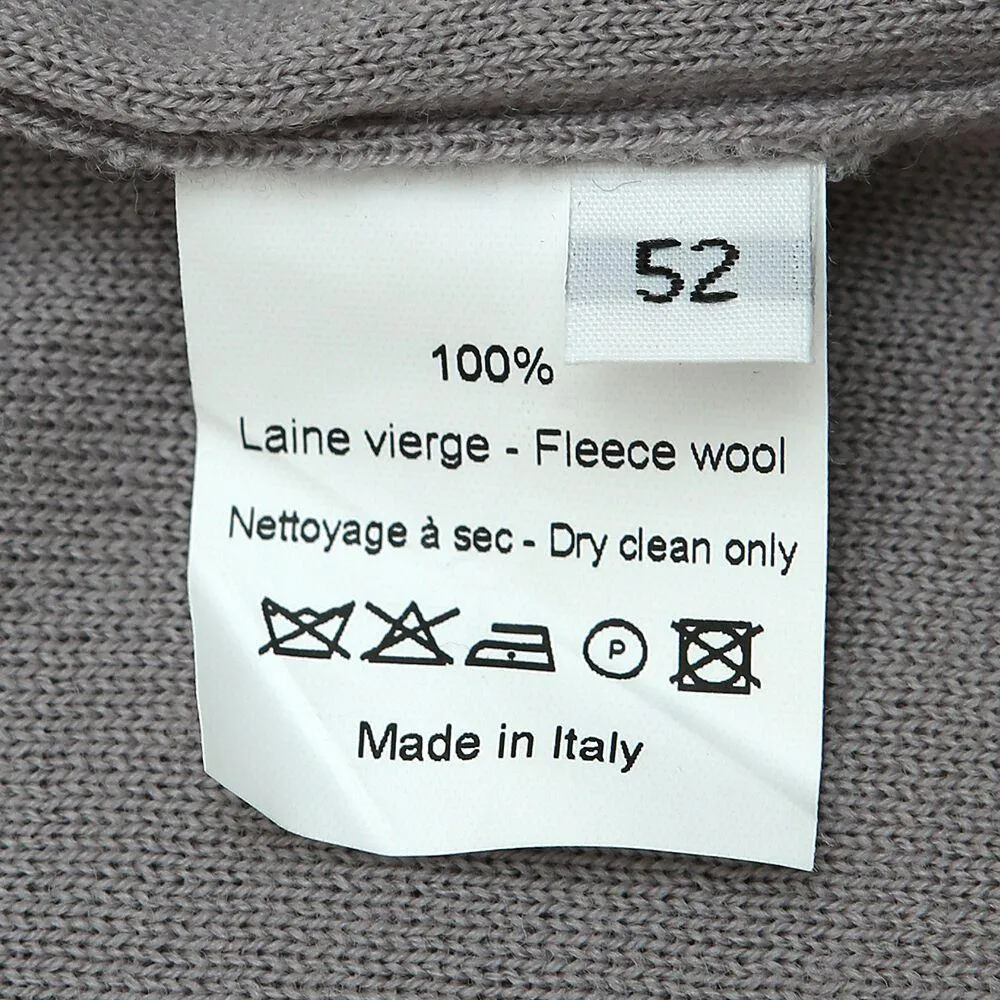 52
100%
Laine vierge - Fleece wool
Nettoyage à sec - Dry clean only
P
Made in Italy